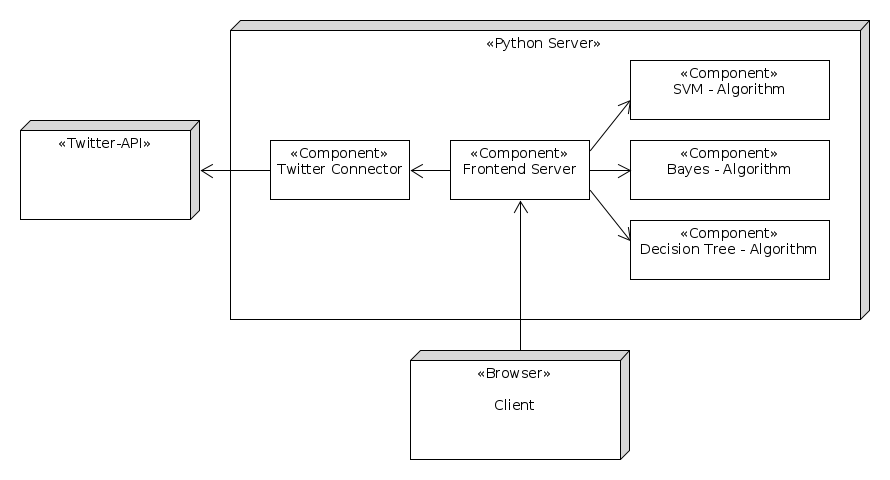 «Python Server»
«Component»
SVM - Algorithm
«Twitter-API»
«Component»
Twitter Connector
«Component»
Frontend Server
«Component»
Bayes - Algorithm
«Component»
Decision Tree - Algorithm
«Browser»
Client